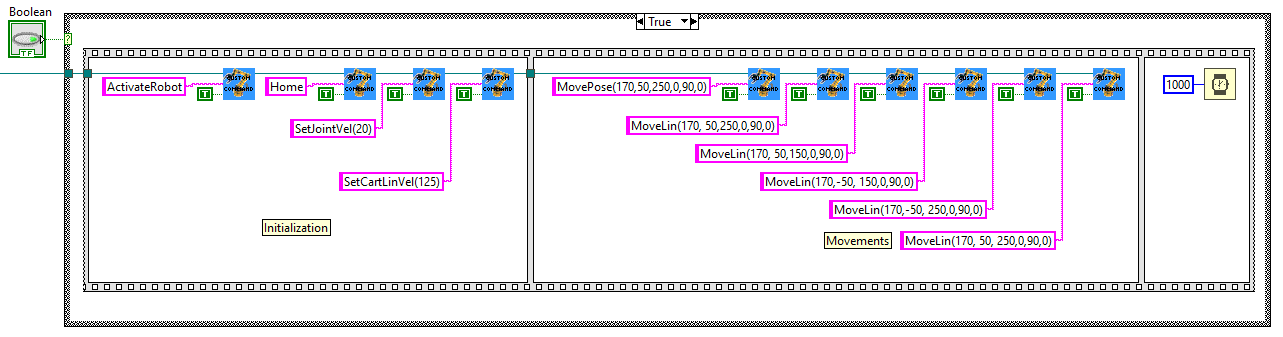 Boolean
TF
True
?
ActivateRobot
CUSTOM
COMMAND
T
Home
CUSTOM
COMMAND
T
CUSTOM
COMMAND
T
CUSTOM
COMMAND
T
SetJointVel(20)
SetCartLinVel(125)
Initialization
MovePose(170,50,250,0,90,0)
CUSTOM
COMMAND
T
CUSTOM
COMMAND
T
CUSTOM
COMMAND
T
CUSTOM
COMMAND
T
CUSTOM
COMMAND
T
CUSTOM
COMMAND
T
MoveLin(170, 50,250,0,90,0)
MoveLin(170, 50,150,0,90,0)
MoveLin(170,-50, 150,0,90,0)
MoveLin(170,-50, 250,0,90,0)
Movements
MoveLin(170, 50, 250,0,90,0)
1000